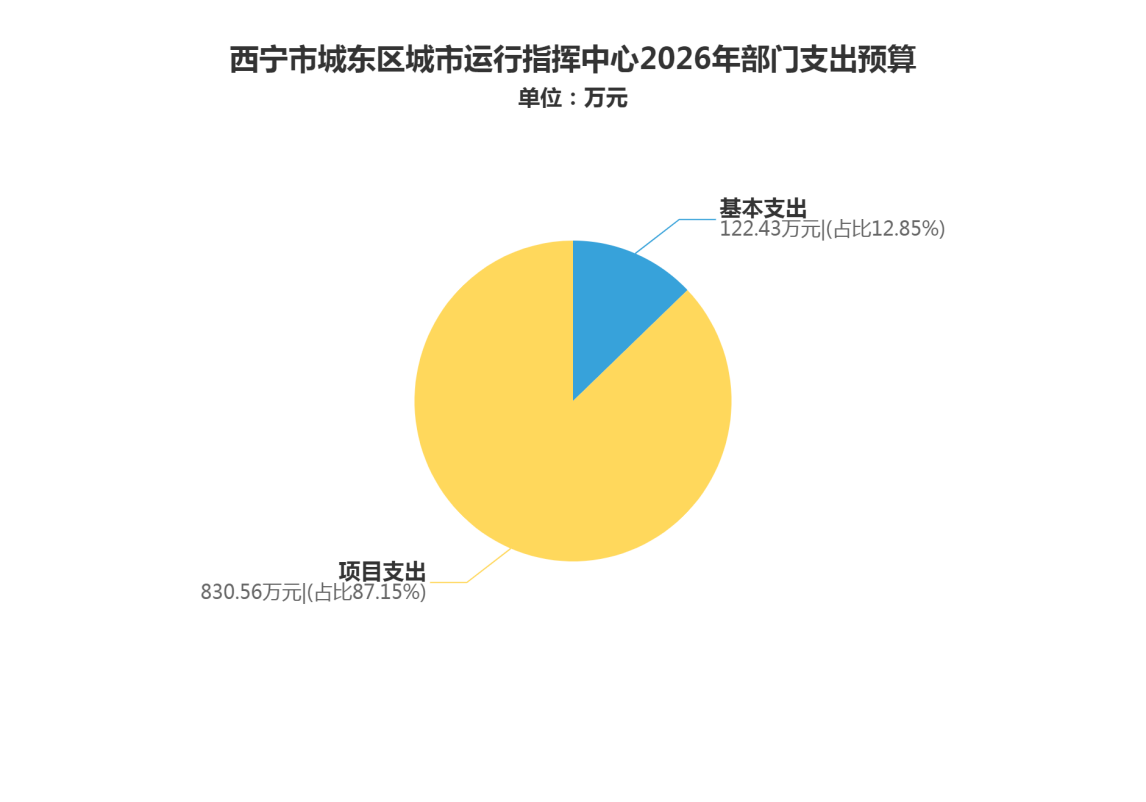 西宁市城东区城市运行指挥中心2026年部门支出预算
单位：万元
基本支出
122.43万元|(占比12.85%)
项目支出
830.56万元|(占比87.15%)